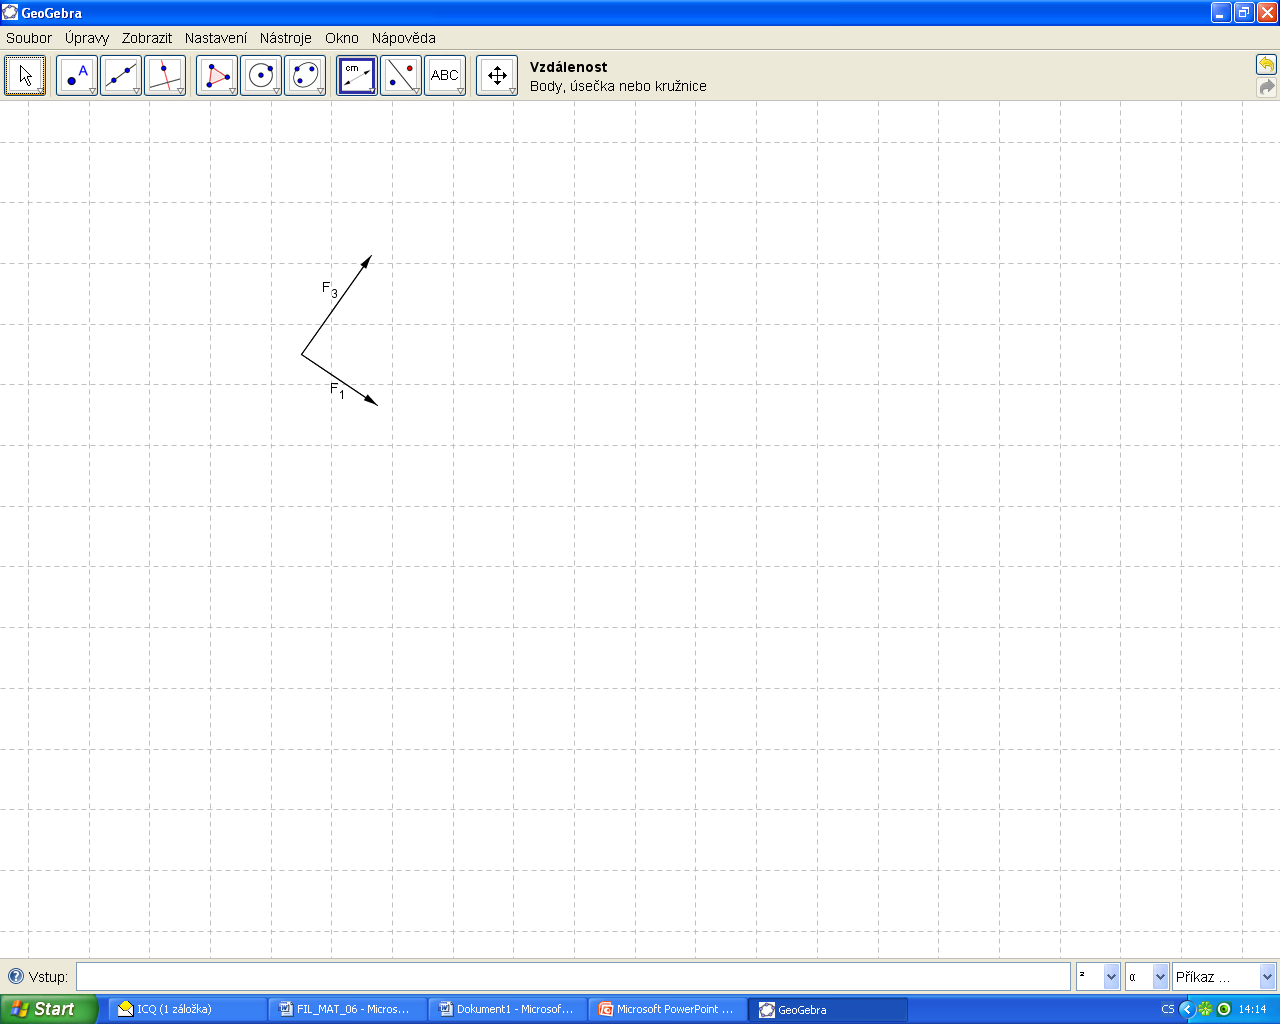 GeoGebra
Soubor Úpravy Zobrazit Nastavení Nástroje Okno Nápověda
A
cm
ABC
Vzdálenost
Body, úsečka nebo kružnice
F3
F1
Vstup:
² α Příkaz ...
Start ICQ (1 záložka) FIL_MAT_06 - Micros... Dokument1 - Microsof... Microsoft PowerPoint ... GeoGebra CS 14:14